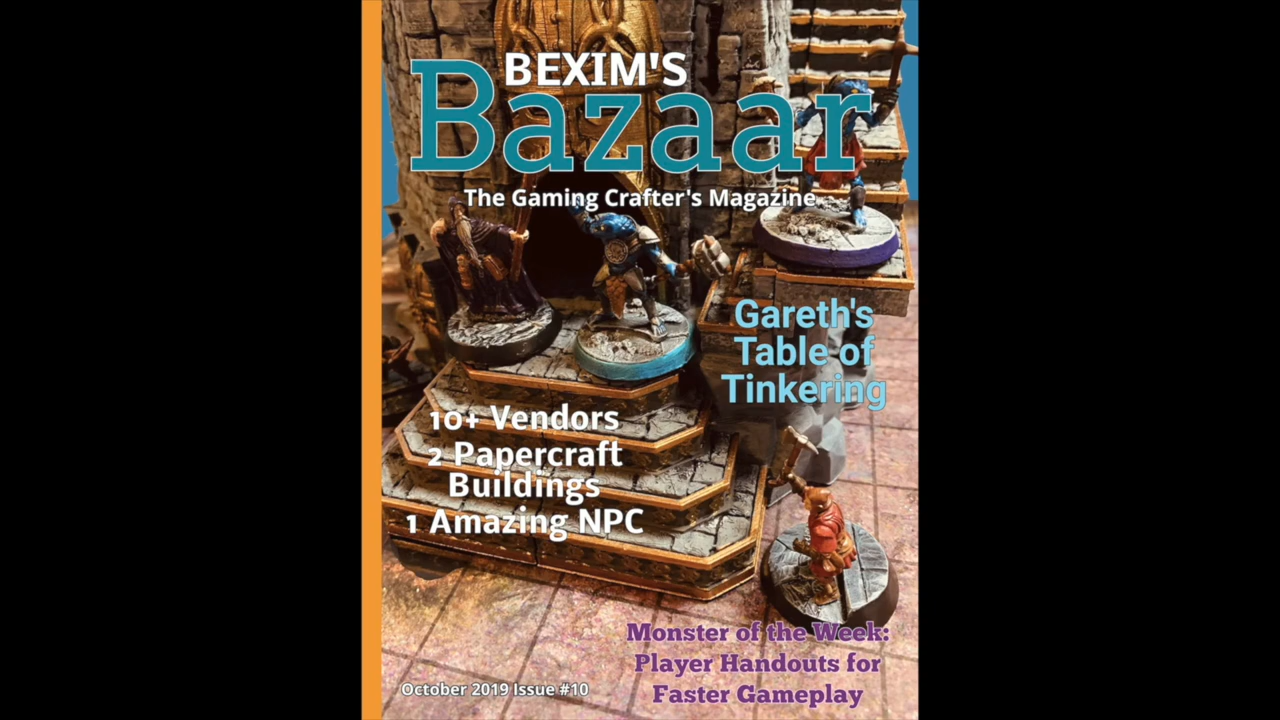 BEXIM'S
Bazaar
The Gaming Crafter's Magazine
Gareth's
Table of
Tinkering
10+ Vendors
2 Papercraft
Buildings
1 Amazing NPC
Monster of the Week:
Player Handouts for
Faster Gameplay
October 2019 Issue #10